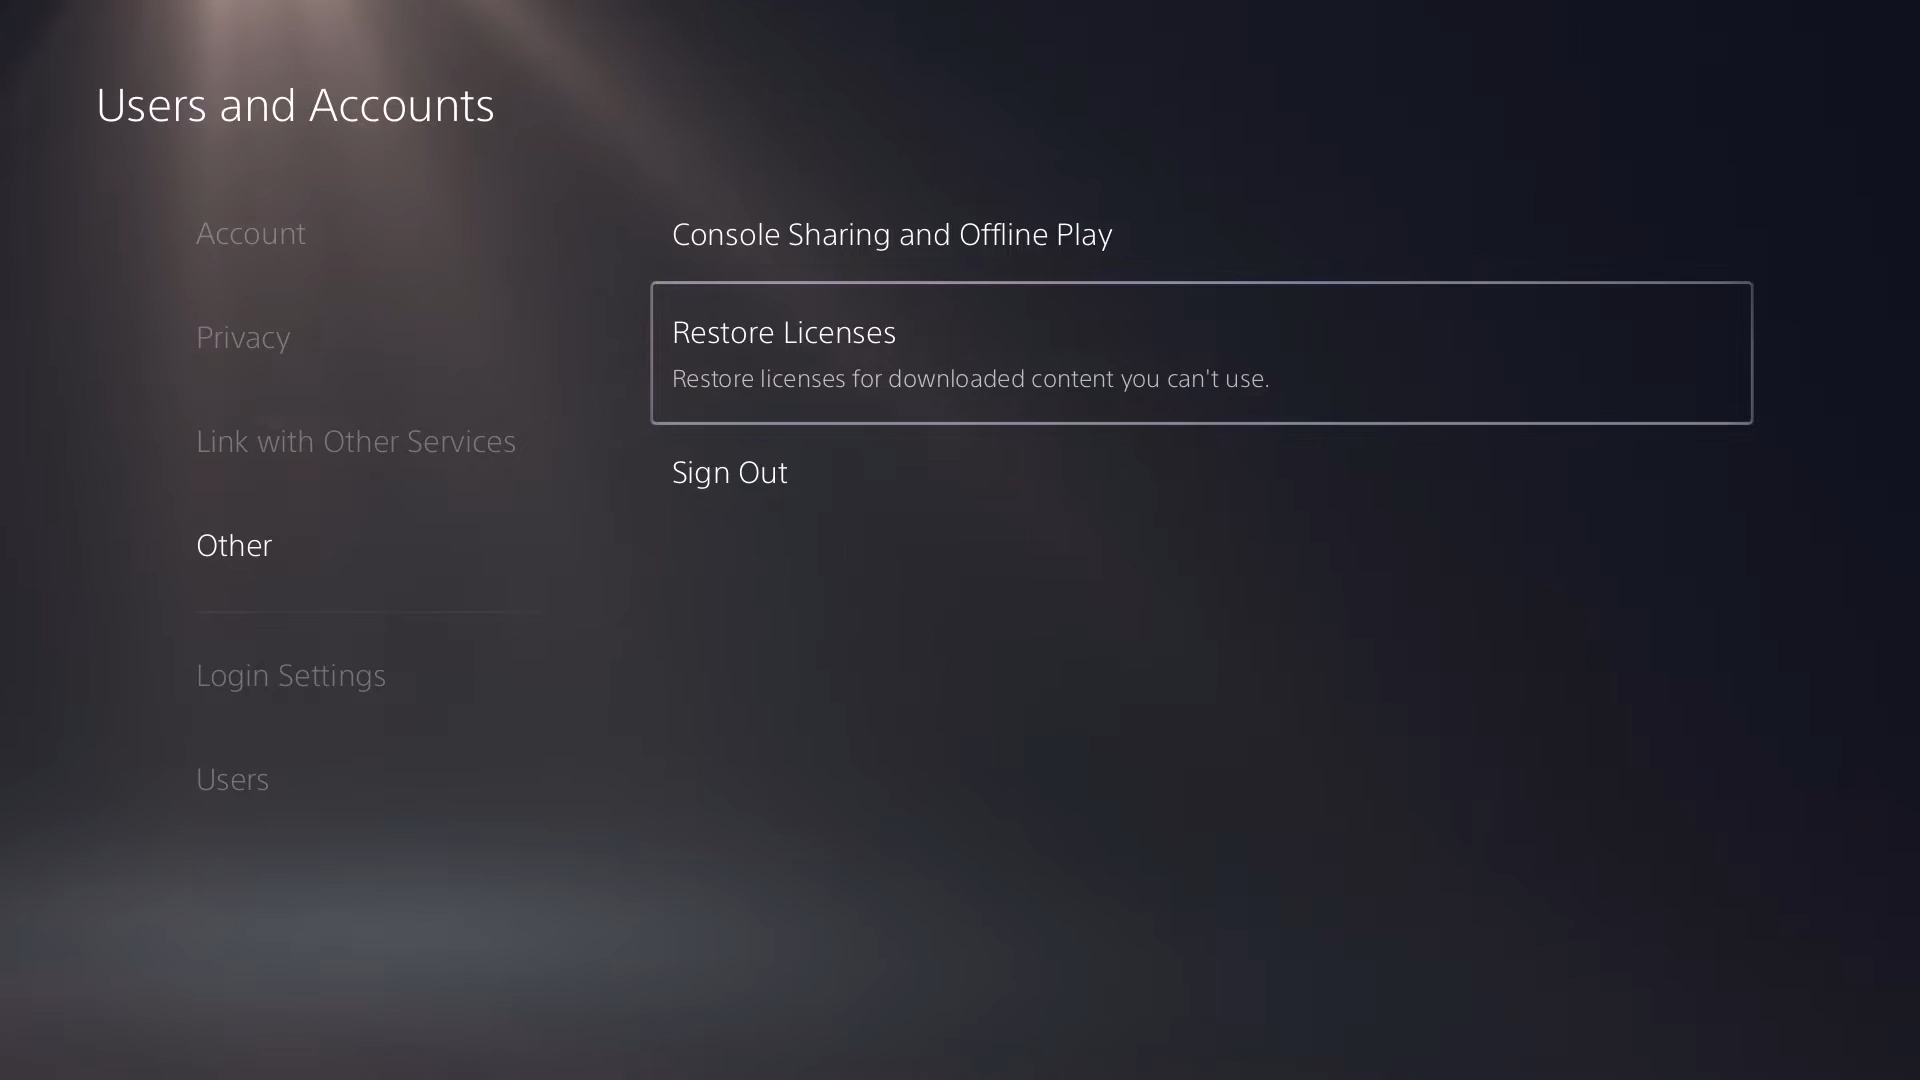 Users and Accounts
Account
Privacy
Link with Other Services
Other
Login Settings
Users
Console Sharing and Offline Play
Restore Licenses
Restore licenses for downloaded content you can't use.
Sign Out